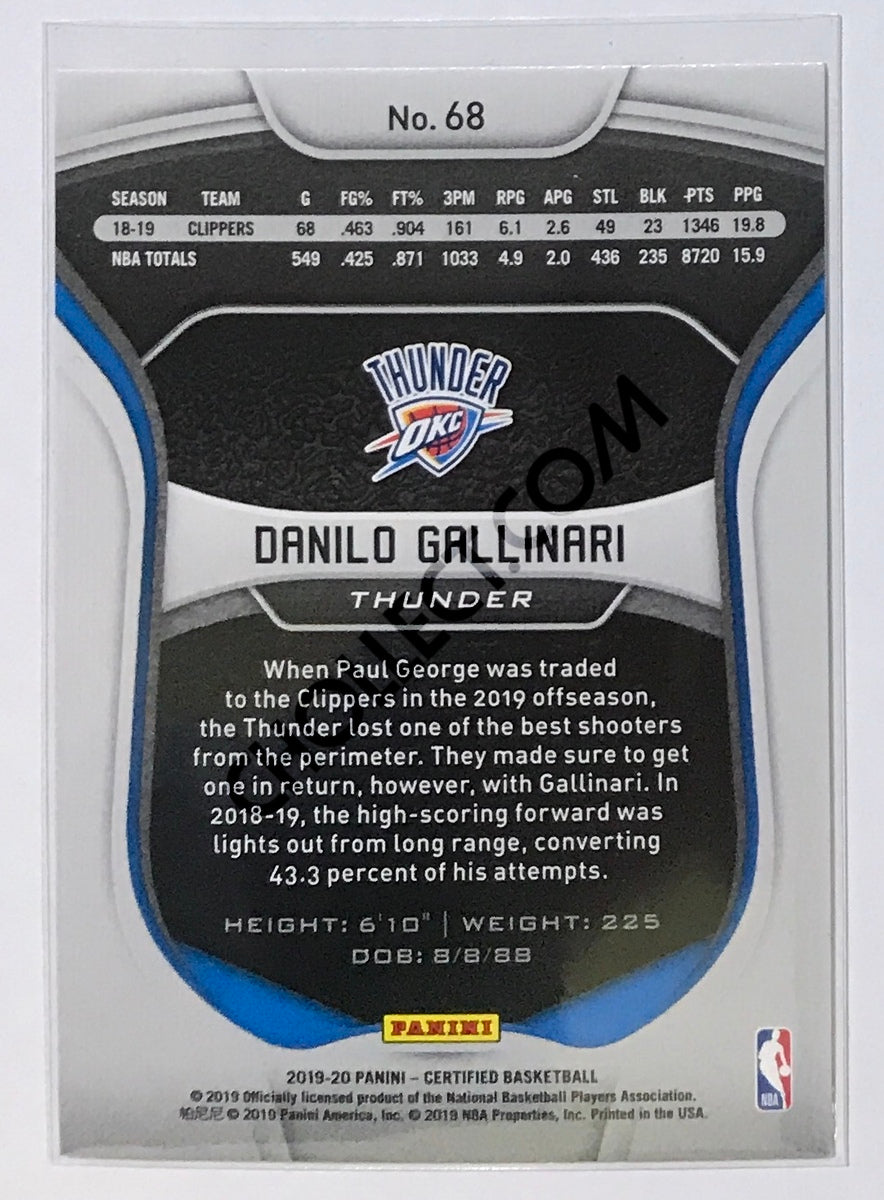 No. 68
SEASON TEAM G FG% FT% 3PM RPG APG STL BLK PTS PPG
18-19 CLIPPERS 68 .463 .904 161 6.1 2.6 49 23 1346 19.8
NBA TOTALS 549 .425 .871 1033 4.9 2.0 436 235 8720 15.9
THUNDER
OKC
DANILO GALLINARI
THUNDER
When Paul George was traded
to the Clippers in the 2019 offseason,
the Thunder lost one of the best shooters
from the perimeter. They made sure to get
one in return, however, with Gallinari. In
2018-19, the high-scoring forward was
lights out from long range, converting
43.3 percent of his attempts.
HEIGHT: 6'10" | WEIGHT: 225
DOB: 8/8/88
PANINI
NBA
2019-20 PANINI – CERTIFIED BASKETBALL
© 2019 Officially licensed product of the National Basketball Players Association.
帕尼尼 © 2019 Panini America, Inc. © 2019 NBA Properties, Inc. Printed in the USA.
CHOLLECT.COM